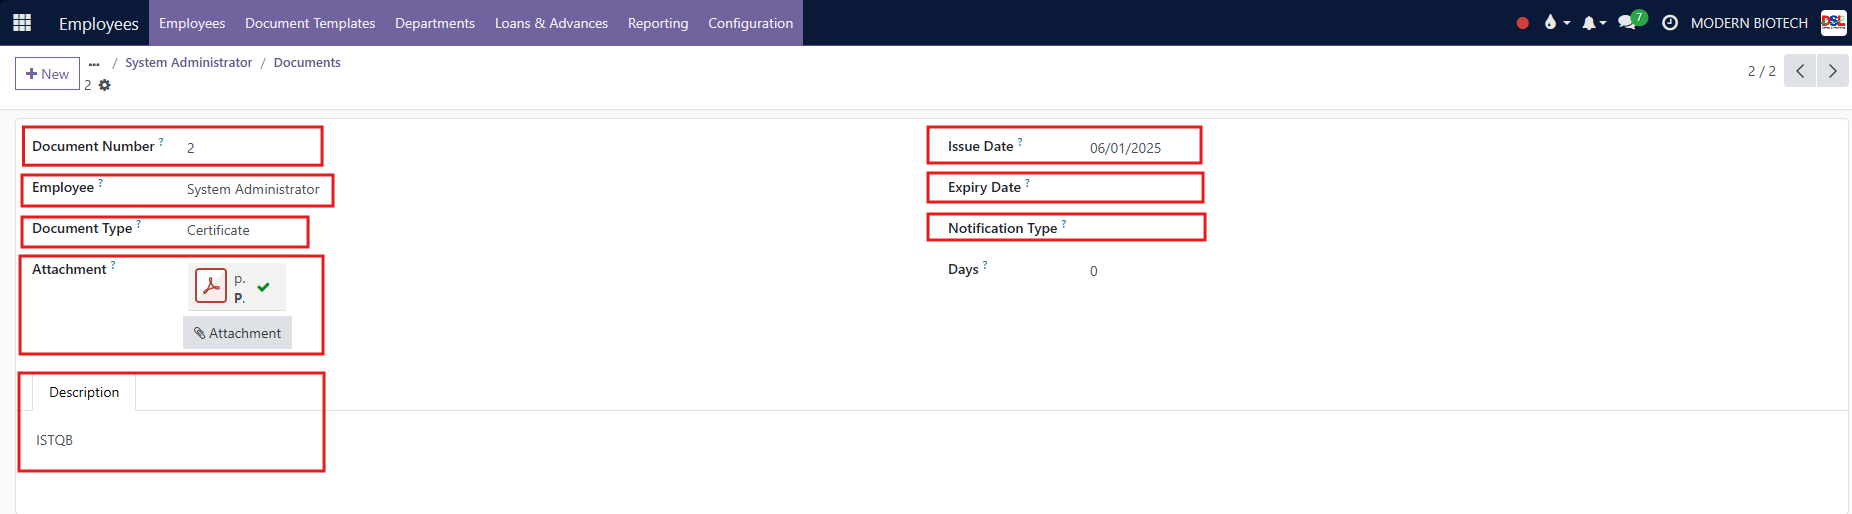 Employees Employees Document Templates Departments Loans & Advances Reporting Configuration 7 MODERN BIOTECH DSL
New ... / System Administrator / Documents
2
2 / 2
Document Number ? 2
Employee ? System Administrator
Document Type ? Certificate
Attachment ? p.
P.
Attachment
Issue Date ? 06/01/2025
Expiry Date ?
Notification Type ?
Days ? 0
Description
ISTQB